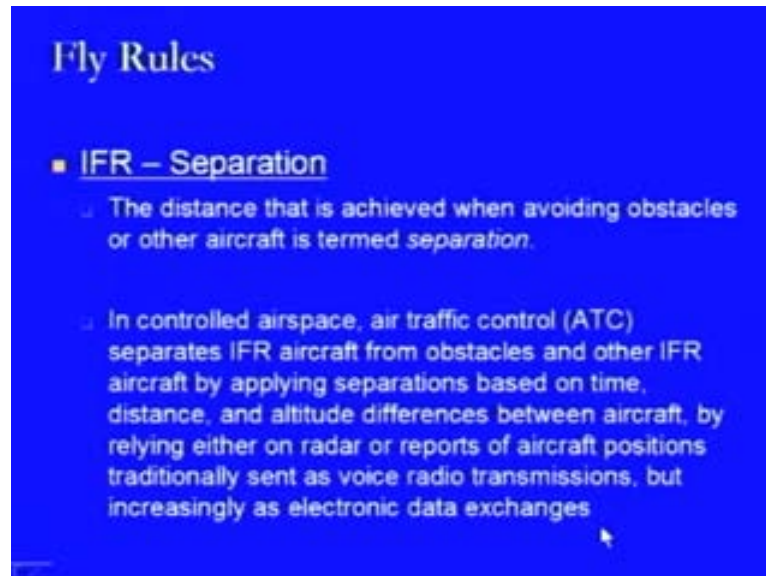 Fly Rules
IFR – Separation
The distance that is achieved when avoiding obstacles
or other aircraft is termed separation.
In controlled airspace, air traffic control (ATC)
separates IFR aircraft from obstacles and other IFR
aircraft by applying separations based on time,
distance, and altitude differences between aircraft, by
relying either on radar or reports of aircraft positions
traditionally sent as voice radio transmissions, but
increasingly as electronic data exchanges